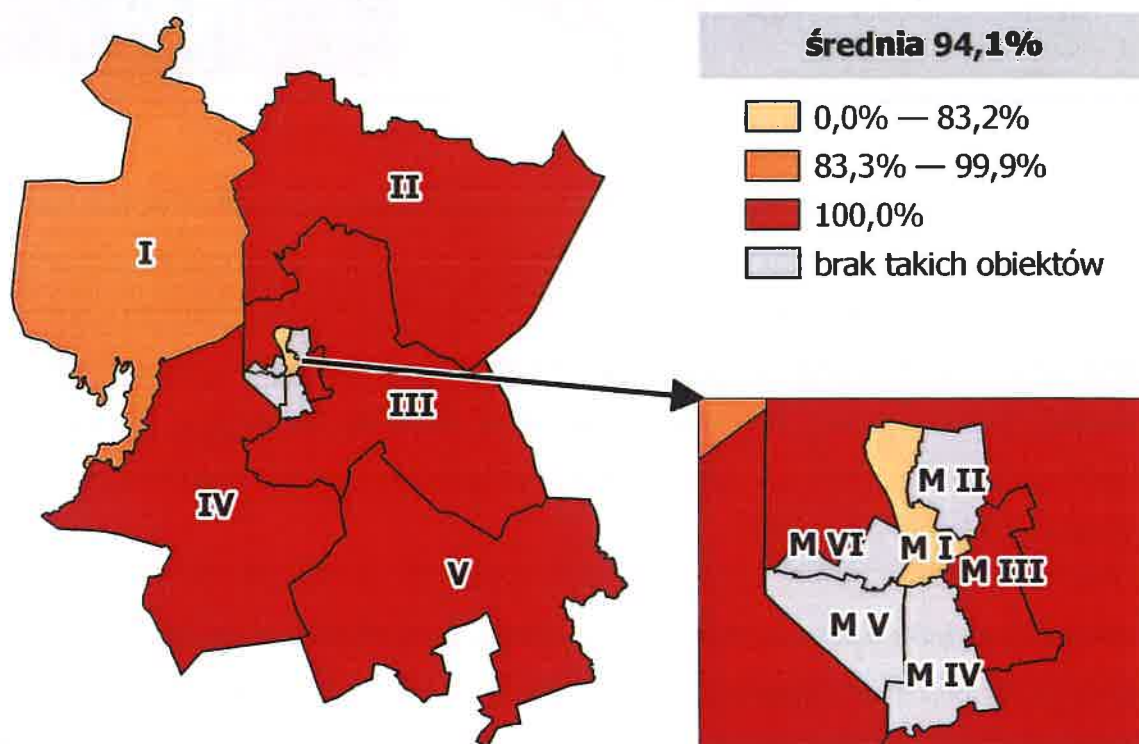 średnia 94,1%
0,0% — 83,2%
83,3% — 99,9%
100,0%
brak takich obiektów
I
II
III
IV
V
M II
M VI
M I
M III
M V
M IV